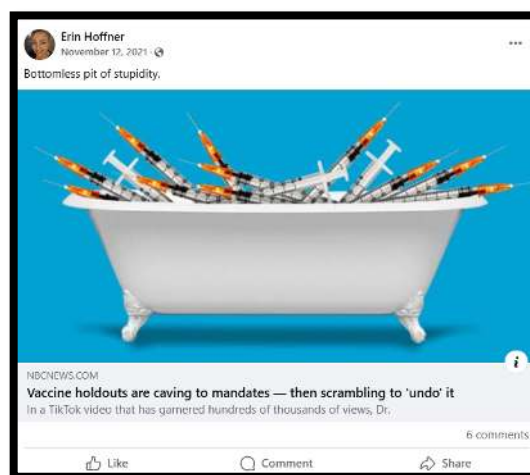 Erin Hoffner
November 12, 2021 ·
Bottomless pit of stupidity.
NBCNEWS.COM
Vaccine holdouts are caving to mandates — then scrambling to 'undo' it
In a TikTok video that has garnered hundreds of thousands of views, Dr.
6 comments
Like Comment Share